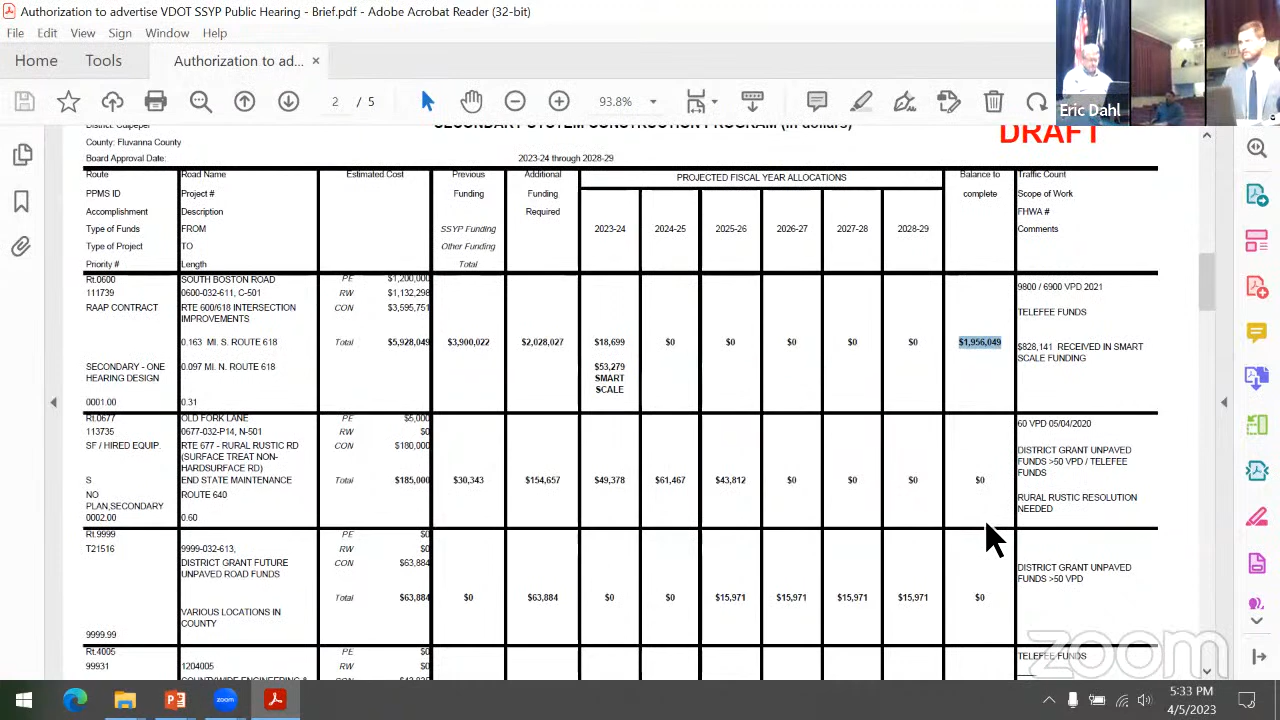 Authorization to advertise VDOT SSYP Public Hearing - Brief.pdf - Adobe Acrobat Reader (32-bit)
File Edit View Sign Window Help
Home Tools Authorization to ad... ×
2 / 5 93.8%
Eric Dahl
District: Culpeper
SECONDARY SYSTEM CONSTRUCTION PROGRAM (in dollars)
DRAFT
County: Fluvanna County
Board Approval Date: 2023-24 through 2028-29
Route Road Name Estimated Cost Previous Additional PROJECTED FISCAL YEAR ALLOCATIONS Balance to Traffic Count
PPMS ID Project # Funding Funding complete Scope of Work
Accomplishment Description Required FHWA #
Type of Funds FROM SSYP Funding 2023-24 2024-25 2025-26 2026-27 2027-28 2028-29 Comments
Type of Project TO Other Funding
Priority # Length Total
Rt.0600 SOUTH BOSTON ROAD PE $1,200,000
9800 / 6900 VPD 2021
111739 0600-032-611, C-501 RW $1,132,298
RAAP CONTRACT RTE 600/618 INTERSECTION CON $3,595,751 TELEFEE FUNDS
IMPROVEMENTS
0.163 MI. S. ROUTE 618 Total $5,928,049 $3,900,022 $2,028,027 $18,699 $0 $0 $0 $0 $0 $1,956,049 $828,141 RECEIVED IN SMART
SCALE FUNDING
SECONDARY - ONE 0.097 MI. N. ROUTE 618 $53,279
HEARING DESIGN SMART
SCALE
0001.00 0.31
Rt.0677 OLD FORK LANE PE $5,000 60 VPD 05/04/2020
113735 0677-032-P14, N-501 RW $0
SF / HIRED EQUIP. RTE 677 - RURAL RUSTIC RD CON $180,000 DISTRICT GRANT UNPAVED
(SURFACE TREAT NON- FUNDS >50 VPD / TELEFEE
HARDSURFACE RD) FUNDS
S END STATE MAINTENANCE Total $185,000 $30,343 $154,657 $49,378 $61,467 $43,812 $0 $0 $0 $0
NO ROUTE 640 RURAL RUSTIC RESOLUTION
PLAN,SECONDARY NEEDED
0002.00 0.60
Rt.9999 PE $0
T21516 9999-032-613, RW $0
DISTRICT GRANT FUTURE CON $63,884 DISTRICT GRANT UNPAVED
UNPAVED ROAD FUNDS FUNDS >50 VPD
Total $63,884 $0 $63,884 $0 $0 $15,971 $15,971 $15,971 $15,971 $0
VARIOUS LOCATIONS IN
COUNTY
9999.99
Rt.4005 PE $0 TELEFEE FUNDS
99931 1204005 RW $0
COUNTYWIDE ENGINEERING &
zoom
zoom
5:33 PM
4/5/2023